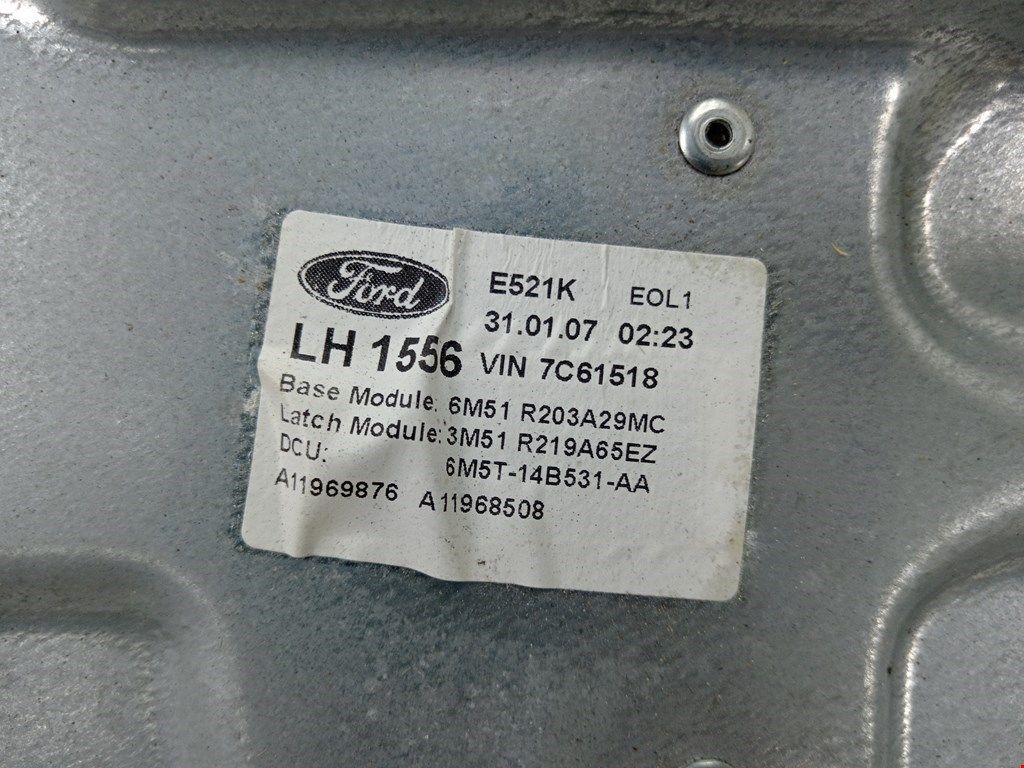 Ford E521K EOL1
31.01.07 02:23
LH 1556 VIN 7C61518
Base Module: 6M51 R203A29MC
Latch Module: 3M51 R219A65EZ
DCU: 6M5T-14B531-AA
A11969876 A11968508